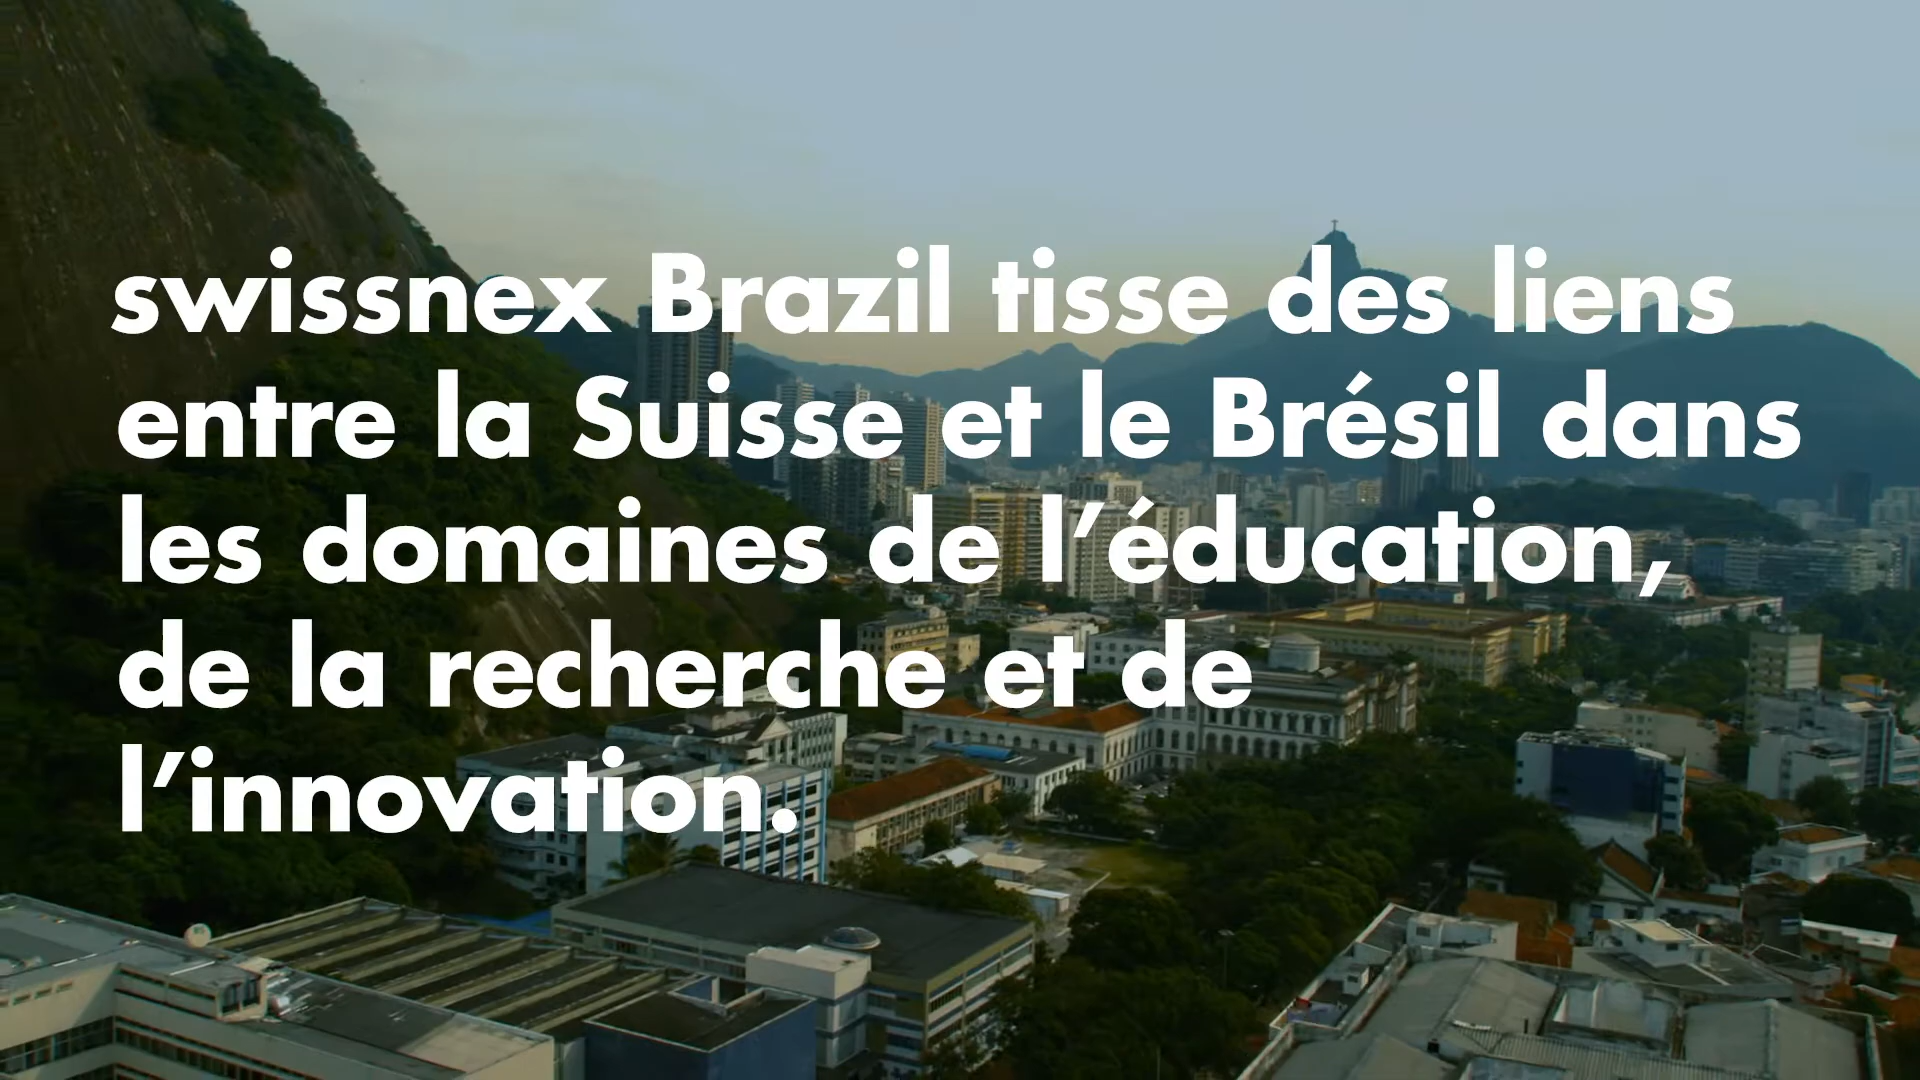 swissnex Brazil tisse des liens
entre la Suisse et le Brésil dans
les domaines de l’éducation,
de la recherche et de
l’innovation.